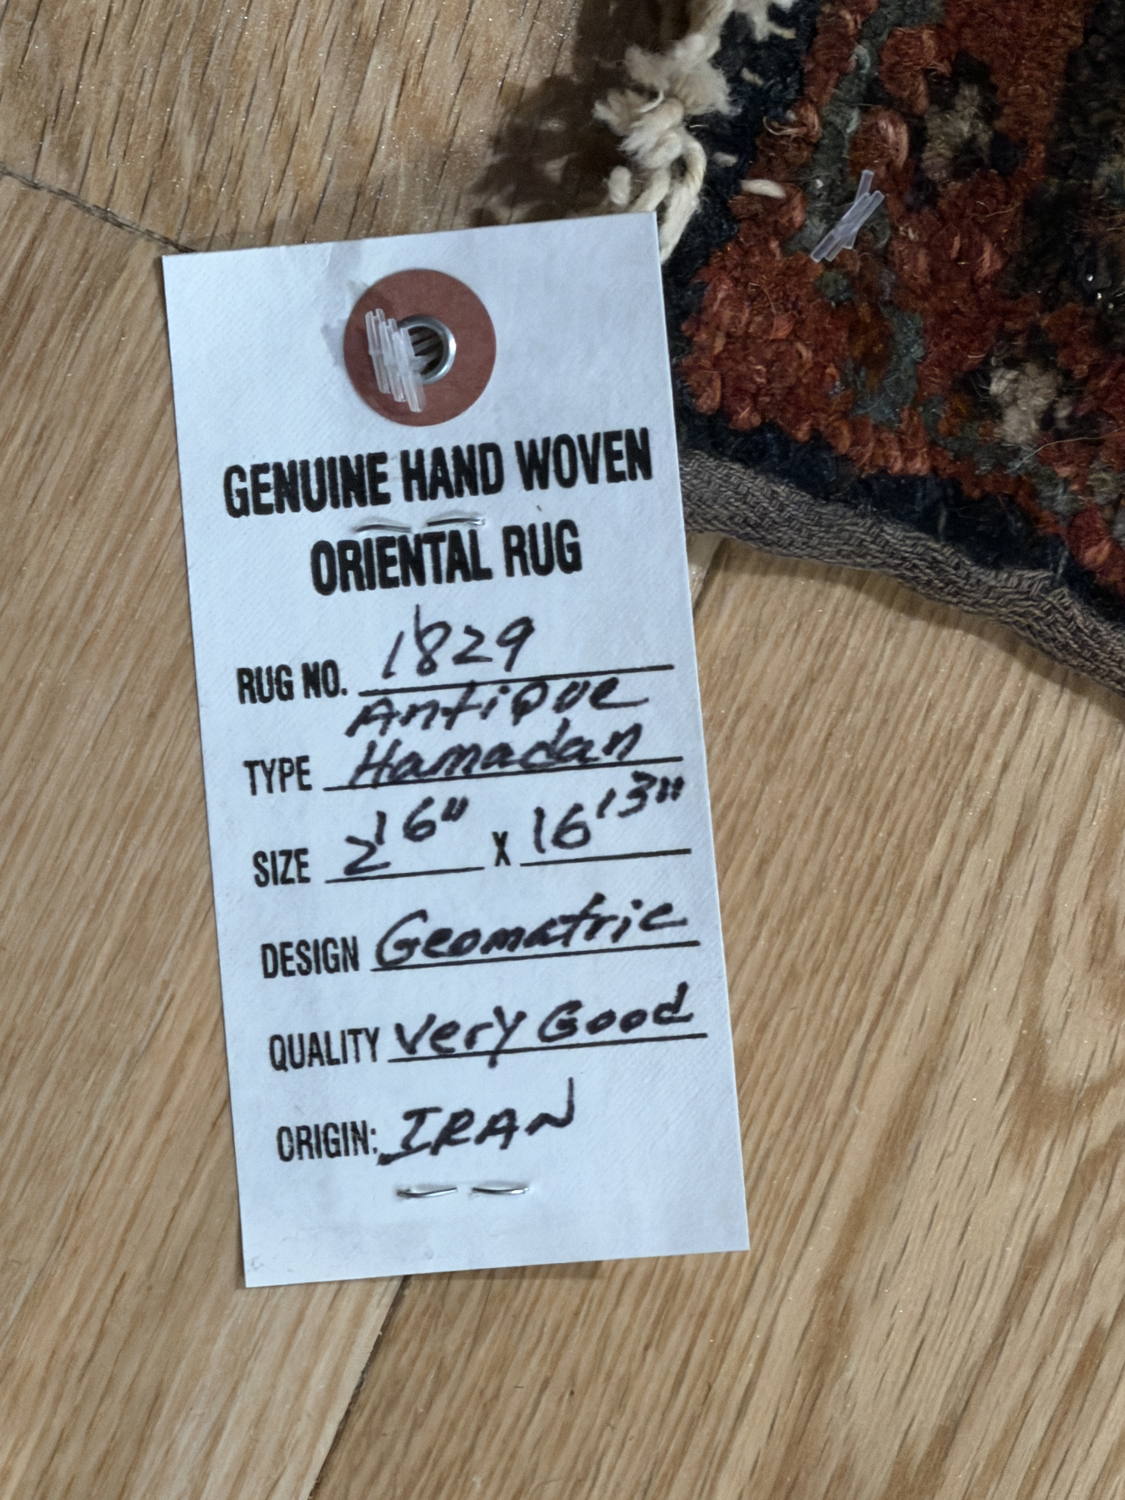 GENUINE HAND WOVEN
ORIENTAL RUG
RUG NO. 1829
Antique
TYPE Hamadan
SIZE 2'6" X 16'3"
DESIGN Geomatric
QUALITY Very Good
ORIGIN: IRAN